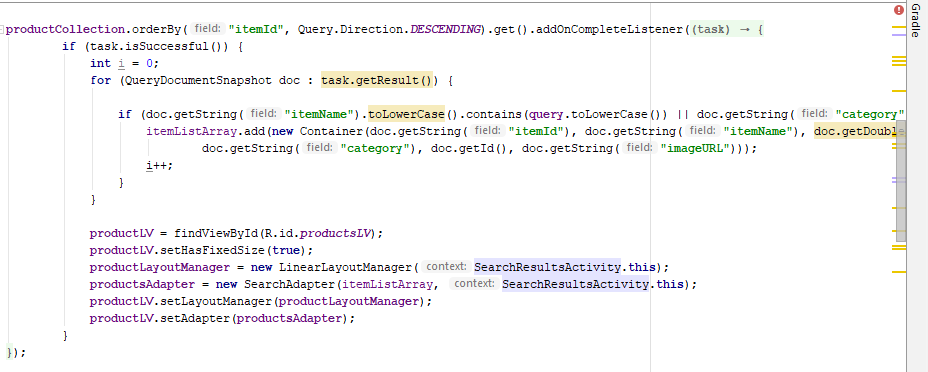 productCollection.orderBy( field: "itemId", Query.Direction.DESCENDING).get().addOnCompleteListener((task) → {
if (task.isSuccessful()) {
int i = 0;
for (QueryDocumentSnapshot doc : task.getResult()) {
if (doc.getString( field: "itemName").toLowerCase().contains(query.toLowerCase()) || doc.getString( field: "category"
itemListArray.add(new Container(doc.getString( field: "itemId"), doc.getString( field: "itemName"), doc.getDouble
doc.getString( field: "category"), doc.getId(), doc.getString( field: "imageURL")));
i++;
}
}
productLV = findViewById(R.id.productsLV);
productLV.setHasFixedSize(true);
productLayoutManager = new LinearLayoutManager( context: SearchResultsActivity.this);
productsAdapter = new SearchAdapter(itemListArray, context: SearchResultsActivity.this);
productLV.setLayoutManager(productLayoutManager);
productLV.setAdapter(productsAdapter);
}
});
Gradle